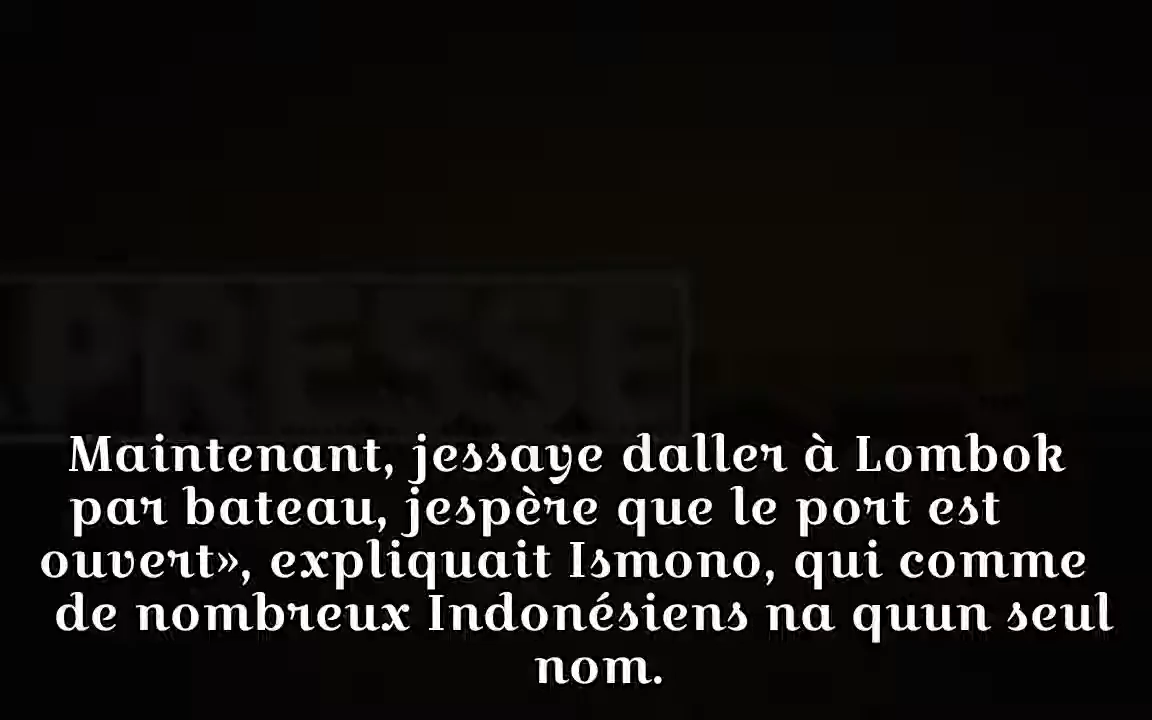 PRESSE
Maintenant, jessaye daller à Lombok
par bateau, jespère que le port est
ouvert», expliquait Ismono, qui comme
de nombreux Indonésiens na quun seul
nom.